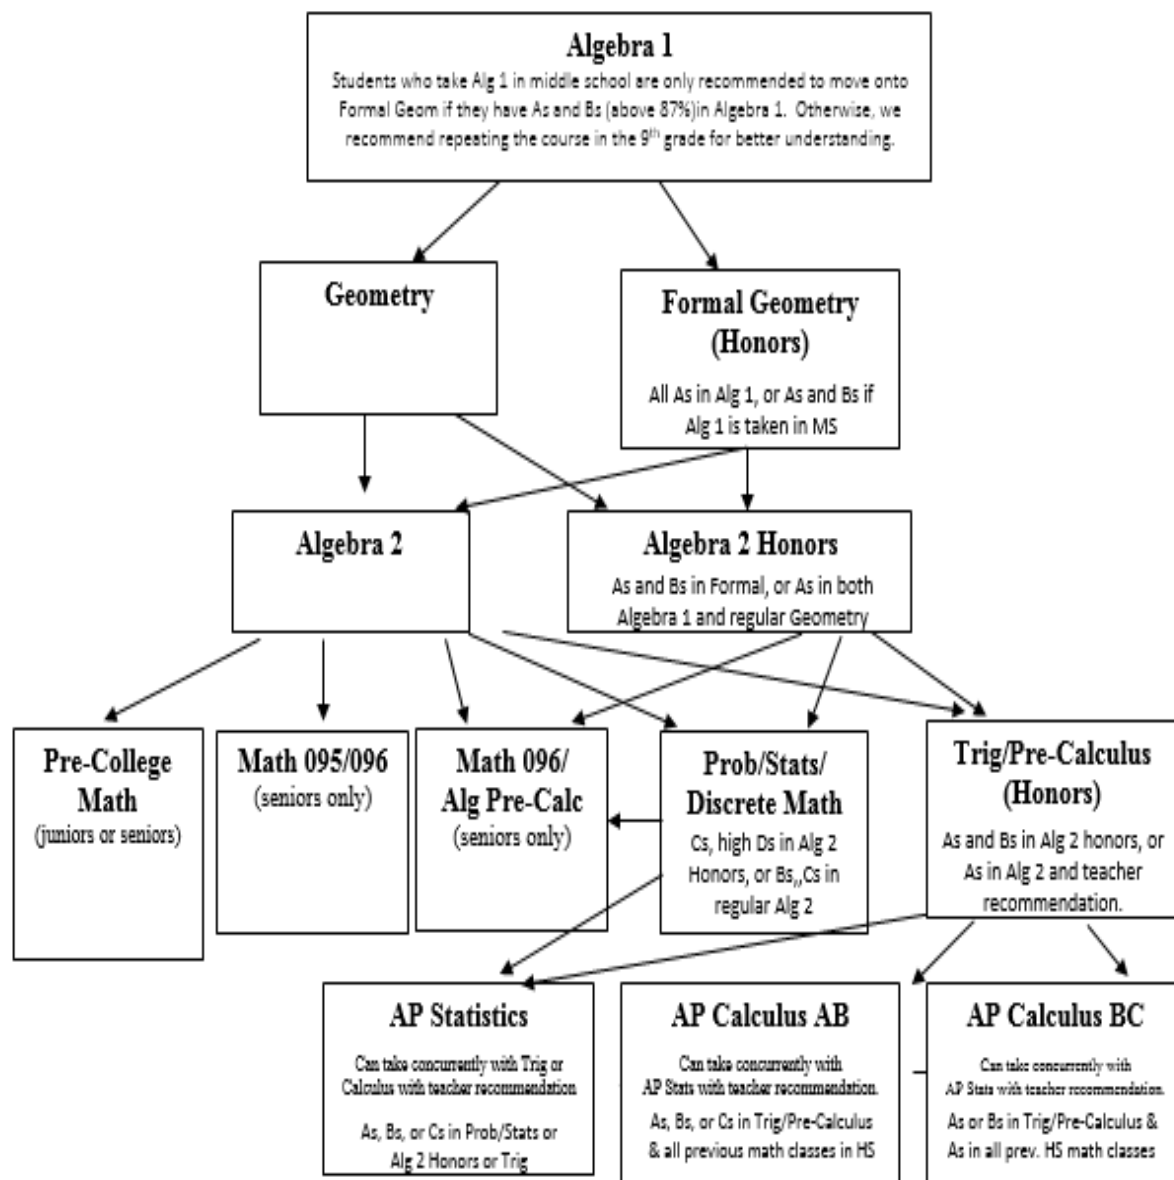 Algebra 1
Students who take Alg 1 in middle school are only recommended to move onto
Formal Geom if they have As and Bs (above 87%)in Algebra 1. Otherwise, we
recommend repeating the course in the 9th grade for better understanding.
Geometry
Formal Geometry
(Honors)
All As in Alg 1, or As and Bs if
Alg 1 is taken in MS
Algebra 2
Algebra 2 Honors
As and Bs in Formal, or As in both
Algebra 1 and regular Geometry
Pre-College
Math
(juniors or seniors)
Math 095/096
(seniors only)
Math 096/
Alg Pre-Calc
(seniors only)
Prob/Stats/
Discrete Math
Cs, high Ds in Alg 2
Honors, or Bs,,Cs in
regular Alg 2
Trig/Pre-Calculus
(Honors)
As and Bs in Alg 2 honors, or
As in Alg 2 and teacher
recommendation.
AP Statistics
Can take concurrently with Trig or
Calculus with teacher recommendation
As, Bs, or Cs in Prob/Stats or
Alg 2 Honors or Trig
AP Calculus AB
Can take concurrently with
AP Stats with teacher recommendation.
As, Bs, or Cs in Trig/Pre-Calculus
& all previous math classes in HS
AP Calculus BC
Can take concurrently with
AP Stats with teacher recommendation.
As or Bs in Trig/Pre-Calculus &
As in all prev. HS math classes